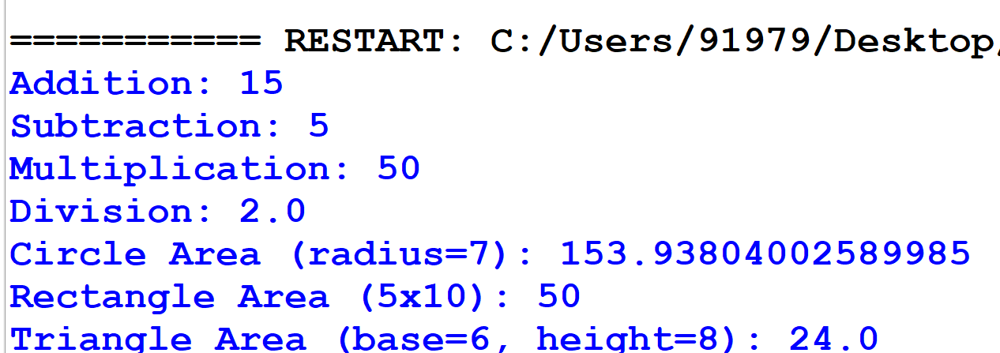 =========== RESTART: C:/Users/91979/Desktop/
Addition: 15
Subtraction: 5
Multiplication: 50
Division: 2.0
Circle Area (radius=7): 153.93804002589985
Rectangle Area (5x10): 50
Triangle Area (base=6, height=8): 24.0